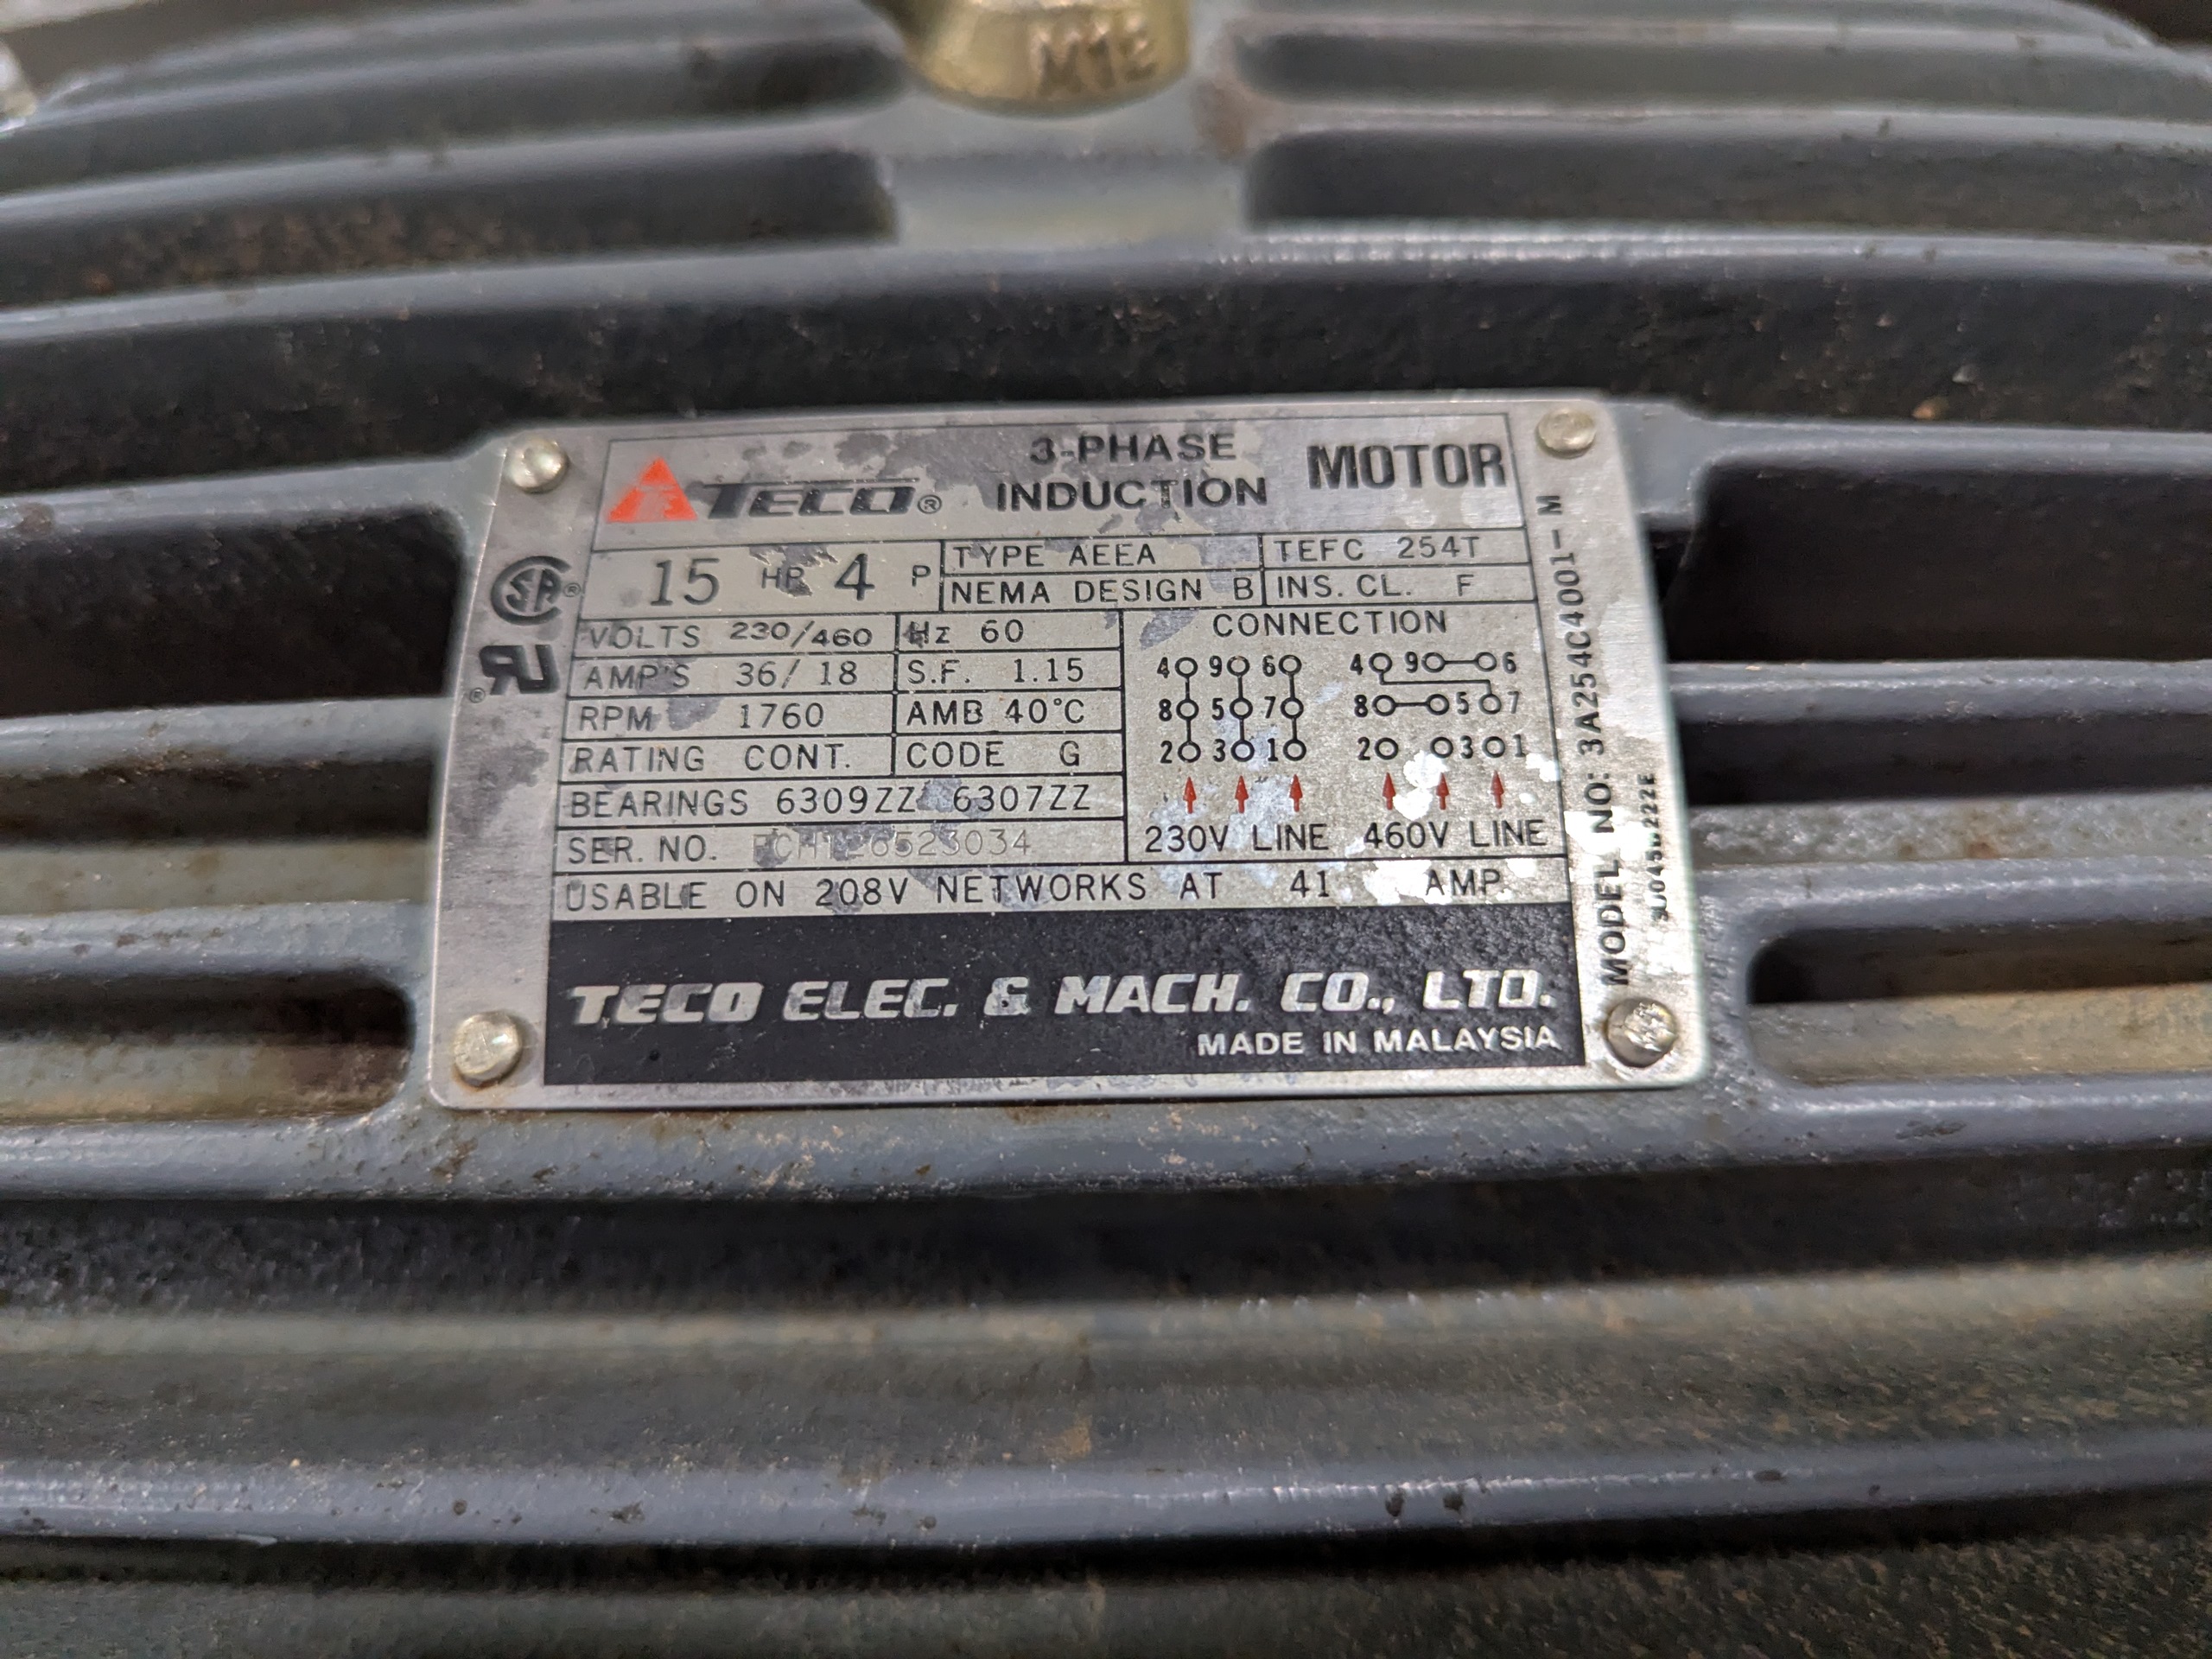 M12
TECO® 3-PHASE INDUCTION MOTOR
15 HP 4 P
TYPE AEEA
TEFC 254T
NEMA DESIGN B
INS. CL. F
VOLTS 230/460
Hz 60
AMP'S 36/18
S.F. 1.15
RPM 1760
AMB 40°C
RATING CONT.
CODE G
BEARINGS 6309ZZ 6307ZZ
SER. NO.
CONNECTION
4 9 6 4 9 6
8 5 7 8 5 7
2 3 1 2 3 1
230V LINE 460V LINE
USABLE ON 208V NETWORKS AT 41 AMP.
TECO ELEC. & MACH. CO., LTD.
MADE IN MALAYSIA
MODEL NO: 3A254C4001-M
SA®
UR®